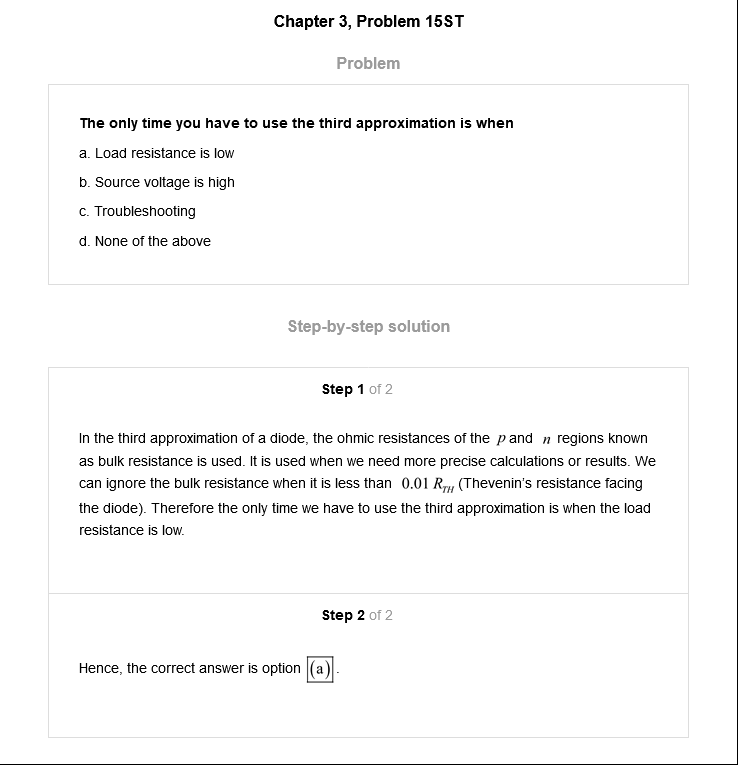 Chapter 3, Problem 15ST
Problem
The only time you have to use the third approximation is when
a. Load resistance is low
b. Source voltage is high
c. Troubleshooting
d. None of the above
Step-by-step solution
Step 1 of 2
In the third approximation of a diode, the ohmic resistances of the p and n regions known
as bulk resistance is used. It is used when we need more precise calculations or results. We
can ignore the bulk resistance when it is less than 0.01 R_TH (Thevenin's resistance facing
the diode). Therefore the only time we have to use the third approximation is when the load
resistance is low.
Step 2 of 2
Hence, the correct answer is option (a).